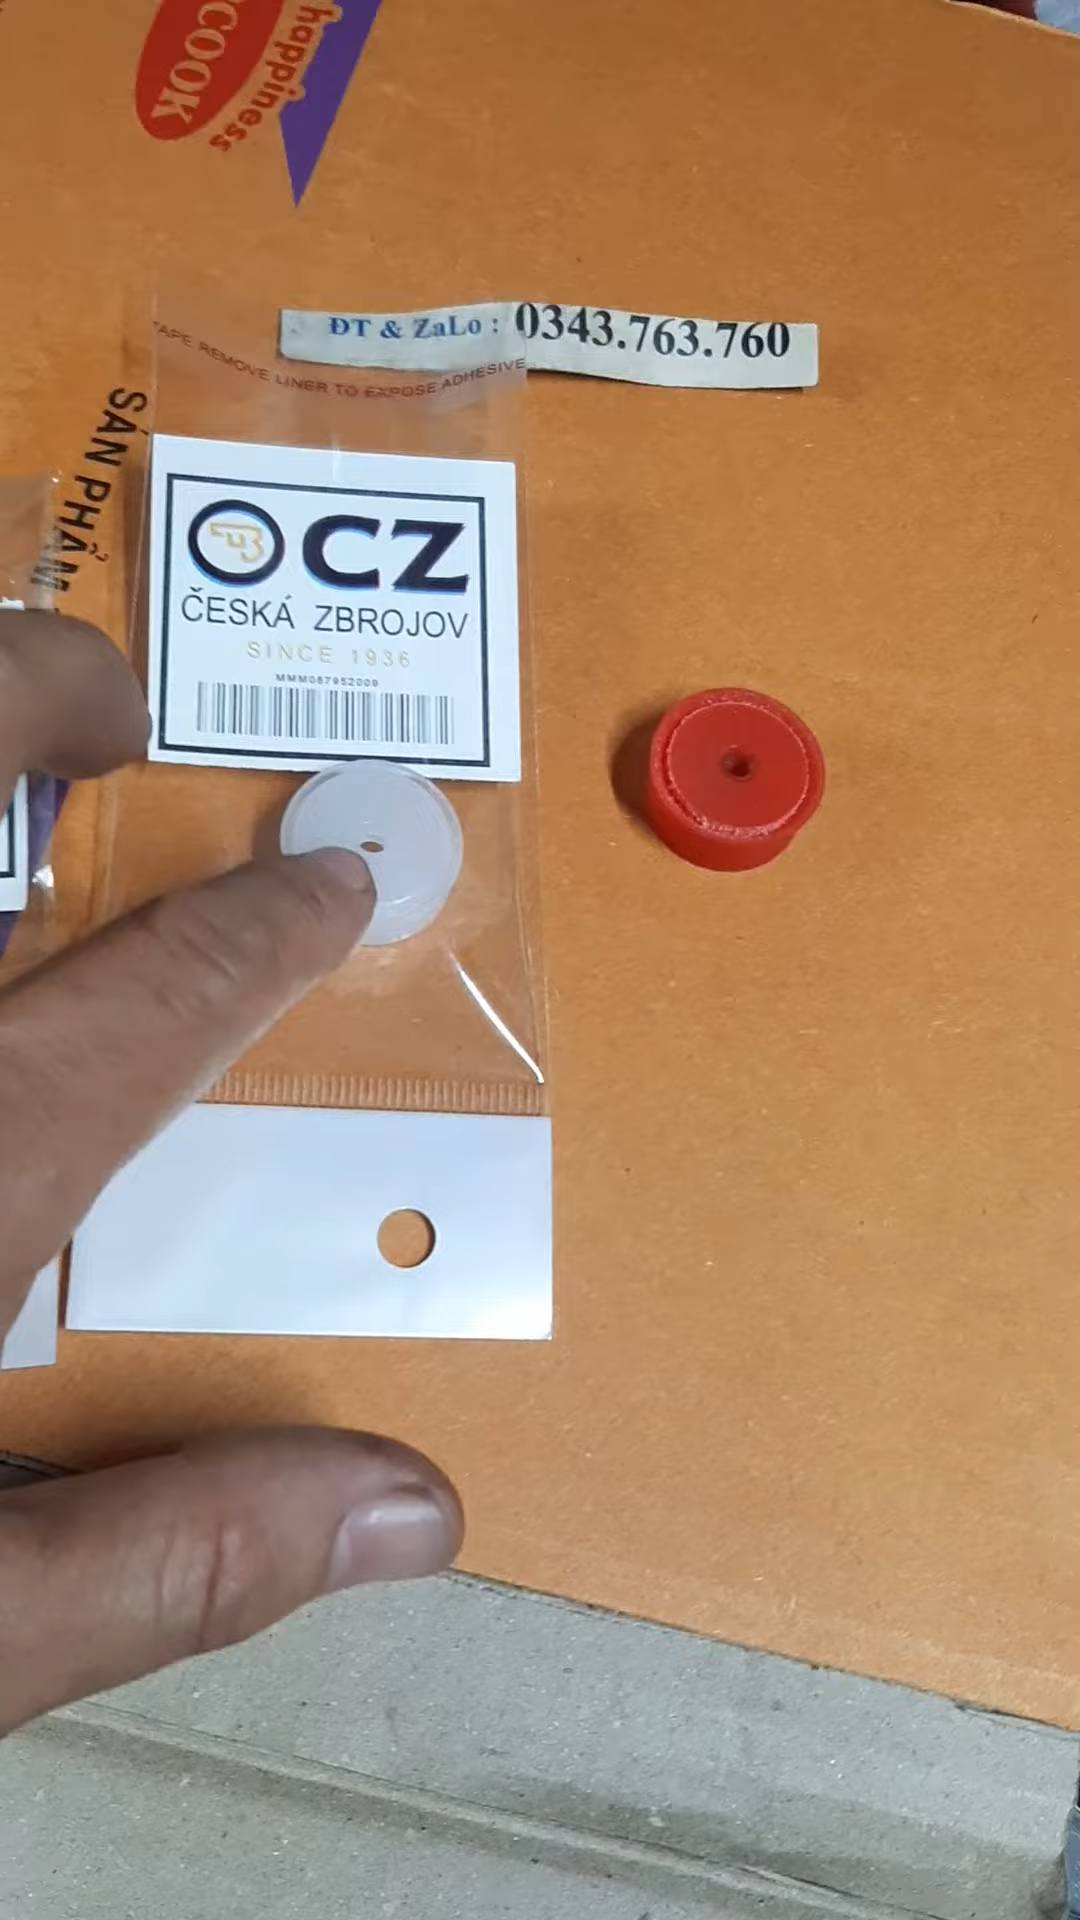 happiness
COOK
ĐT & ZaLo : 0343.763.760
TAPE REMOVE LINER TO EXPOSE ADHESIVE
SẢN PHẨM
CZ
ČESKÁ ZBROJOV
SINCE 1936
MMM087952009